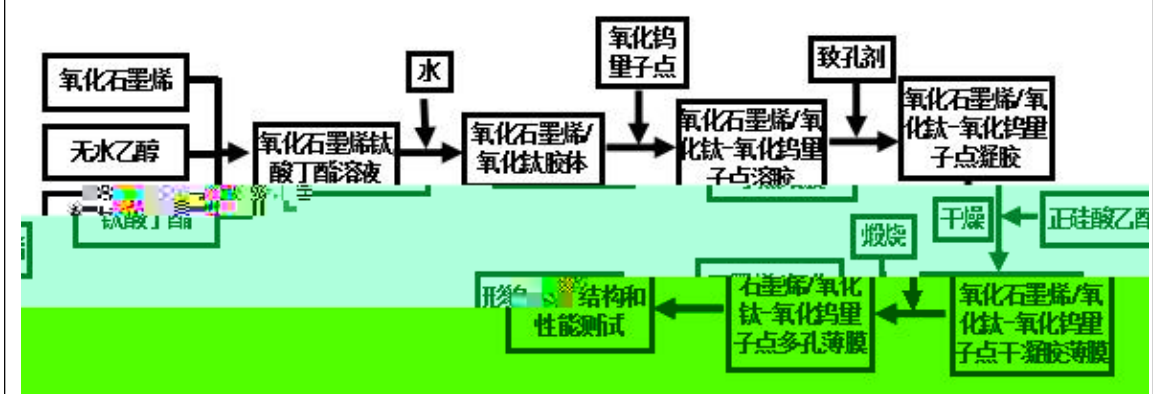 氧化石墨烯
无水乙醇
钛酸丁酯
氧化石墨烯钛
酸丁酯溶液
水
氧化石墨烯/
氧化钛胶体
氧化钨
量子点
氧化石墨烯/氧
化钛-氧化钨量
子点溶胶
致孔剂
氧化石墨烯/氧
化钛-氧化钨量
子点凝胶
干燥
正硅酸乙酯
氧化石墨烯/氧
化钛-氧化钨量
子点干凝胶薄膜
煅烧
石墨烯/氧化
钛-氧化钨量
子点多孔薄膜
结构和
性能测试